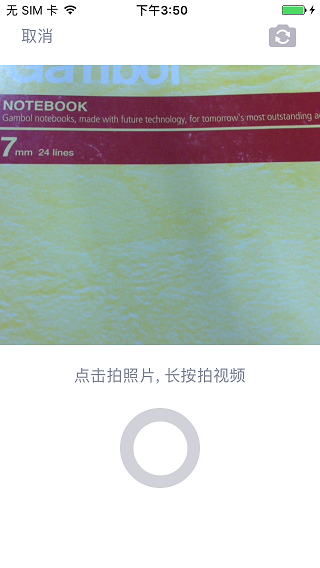 无 SIM 卡 下午3:50
取消
Gambol
NOTEBOOK
Gambol notebooks, made with future technology, for tomorrow's most outstanding
7mm 24 lines
点击拍照片, 长按拍视频